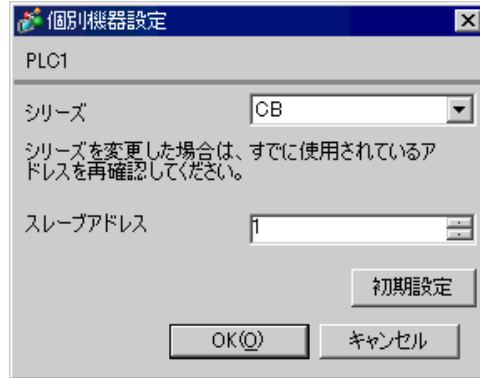 個別機器設定
PLC1
シリーズ CB
シリーズを変更した場合は、すでに使用されているア
ドレスを再確認してください。
スレーブアドレス 1
初期設定
OK(O) キャンセル